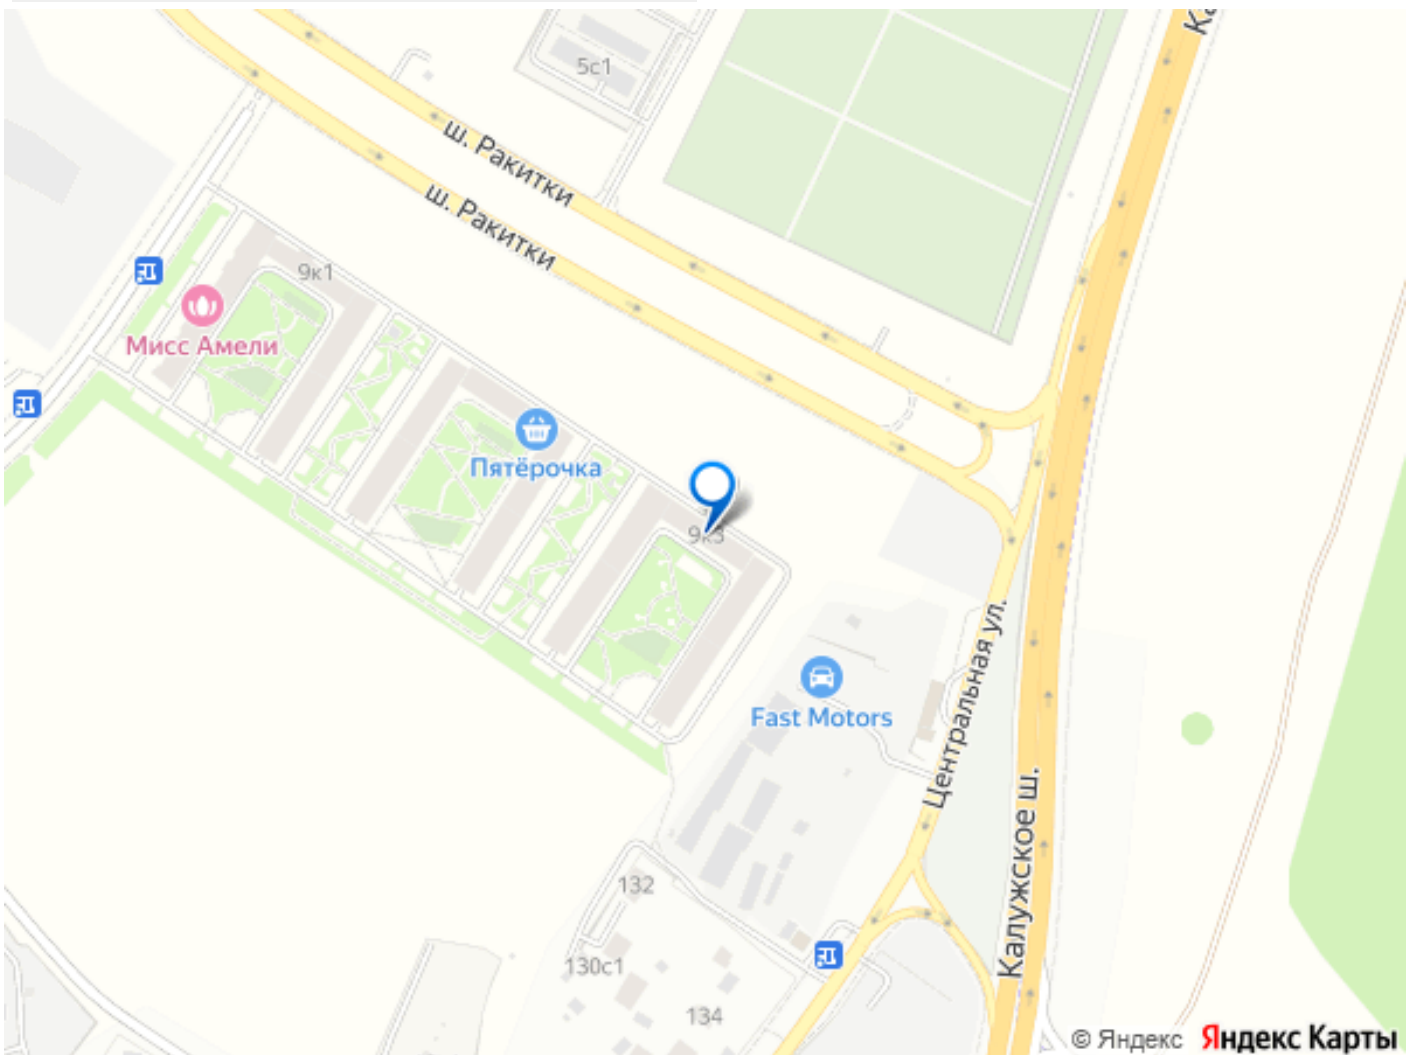 5с1
ш. Ракитки
ш. Ракитки
9к1
Мисс Амели
Пятёрочка
9к3
Fast Motors
Центральная ул.
Калужское ш.
132
130с1
134
© Яндекс Яндекс Карты